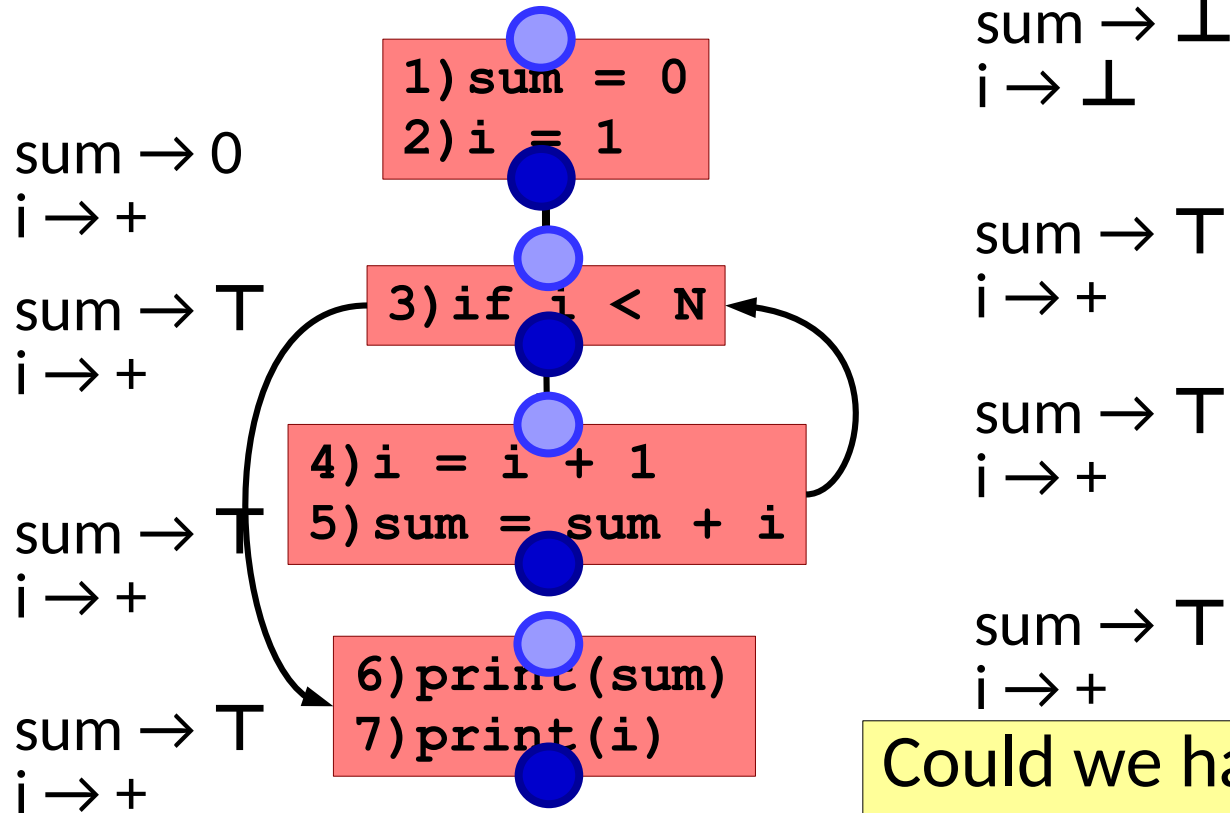 sum → ⊥
i → ⊥
1)sum = 0
2)i = 1
sum → 0
i → +
sum → ⊤
i → +
3)if i < N
sum → ⊤
i → +
sum → ⊤
i → +
4)i = i + 1
5)sum = sum + i
sum → ⊤
i → +
sum → ⊤
i → +
6)print(sum)
7)print(i)
sum → ⊤
i → +
Could we